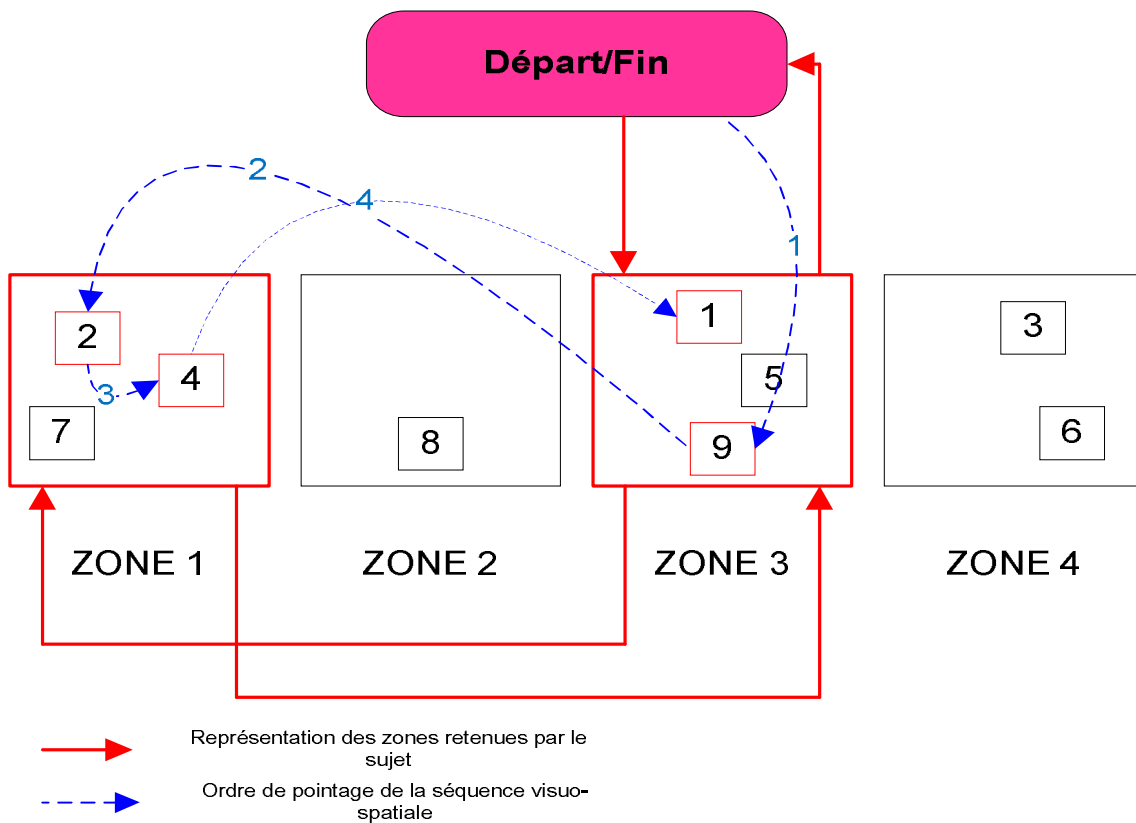 Départ/Fin
2
4
1
1
2
4
3
7
8
1
5
9
3
6
ZONE 1
ZONE 2
ZONE 3
ZONE 4
Représentation des zones retenues par le
sujet
Ordre de pointage de la séquence visuo-
spatiale